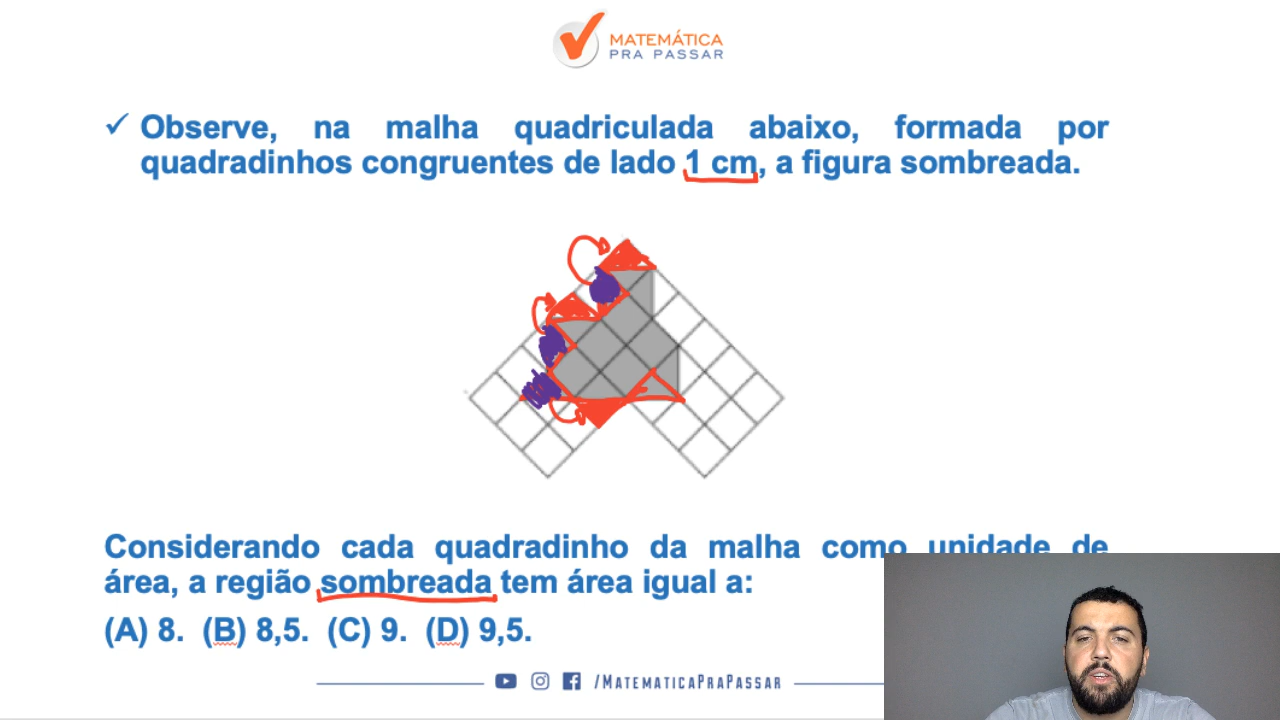 MATEMÁTICA
PRA PASSAR
✓ Observe, na malha quadriculada abaixo, formada por
quadradinhos congruentes de lado 1 cm, a figura sombreada.
Considerando cada quadradinho da malha como unidade de
área, a região sombreada tem área igual a:
(A) 8. (B) 8,5. (C) 9. (D) 9,5.
/MATEMATICAPRAPASSAR